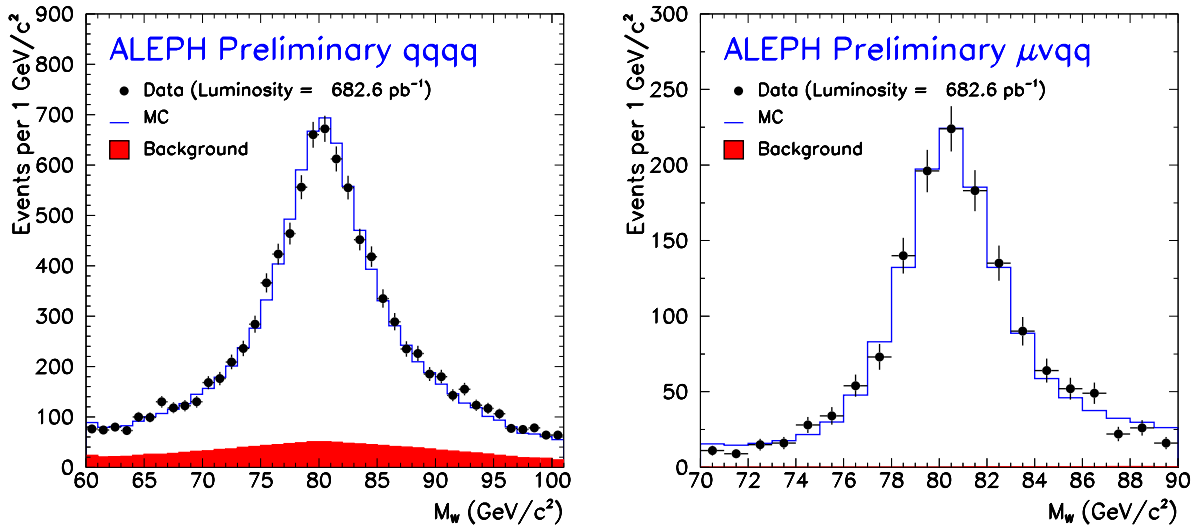 ALEPH Preliminary qqqq
Data (Luminosity = 682.6 pb⁻¹)
MC
Background
Events per 1 GeV/c²
900
800
700
600
500
400
300
200
100
0
60 65 70 75 80 85 90 95 100
M_W (GeV/c²)
ALEPH Preliminary μνqq
Data (Luminosity = 682.6 pb⁻¹)
MC
Background
Events per 1 GeV/c²
300
250
200
150
100
50
0
70 72 74 76 78 80 82 84 86 88 90
M_W (GeV/c²)